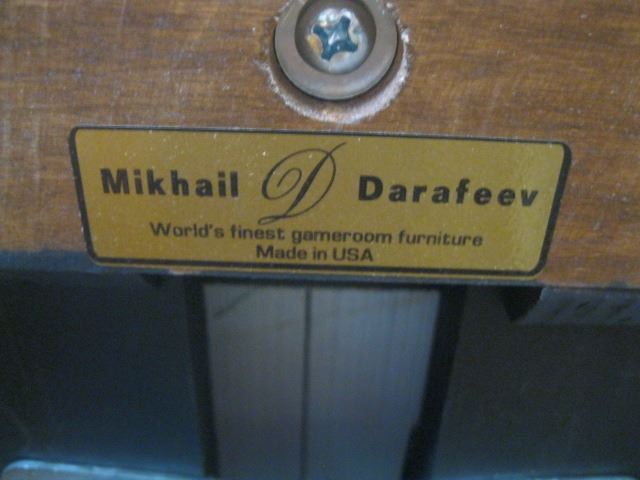 Mikhail D Darafeev
World's finest gameroom furniture
Made in USA